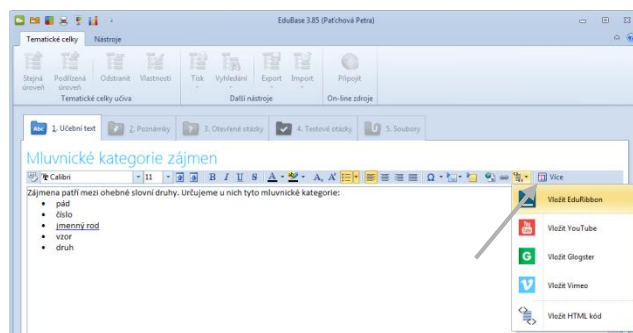 EduBase 3.85 (Paťchová Petra)
Tematické celky Nástroje
Stejná úroveň Podřízená úroveň Odstranit Vlastnosti Tisk Vyhledání Export Import Připojit
Tematické celky učiva Další nástroje On-line zdroje
Abc 1. Učební text 2. Poznámky 3. Otevřené otázky 4. Testové otázky 5. Soubory
Mluvnické kategorie zájmen
Calibri 11 B I U S A A A Ω Více
Zájmena patří mezi ohebné slovní druhy. Určujeme u nich tyto mluvnické kategorie:
• pád
• číslo
• jmenný rod
• vzor
• druh
Vložit EduRibbon
Vložit YouTube
Vložit Glogster
Vložit Vimeo
Vložit HTML kód